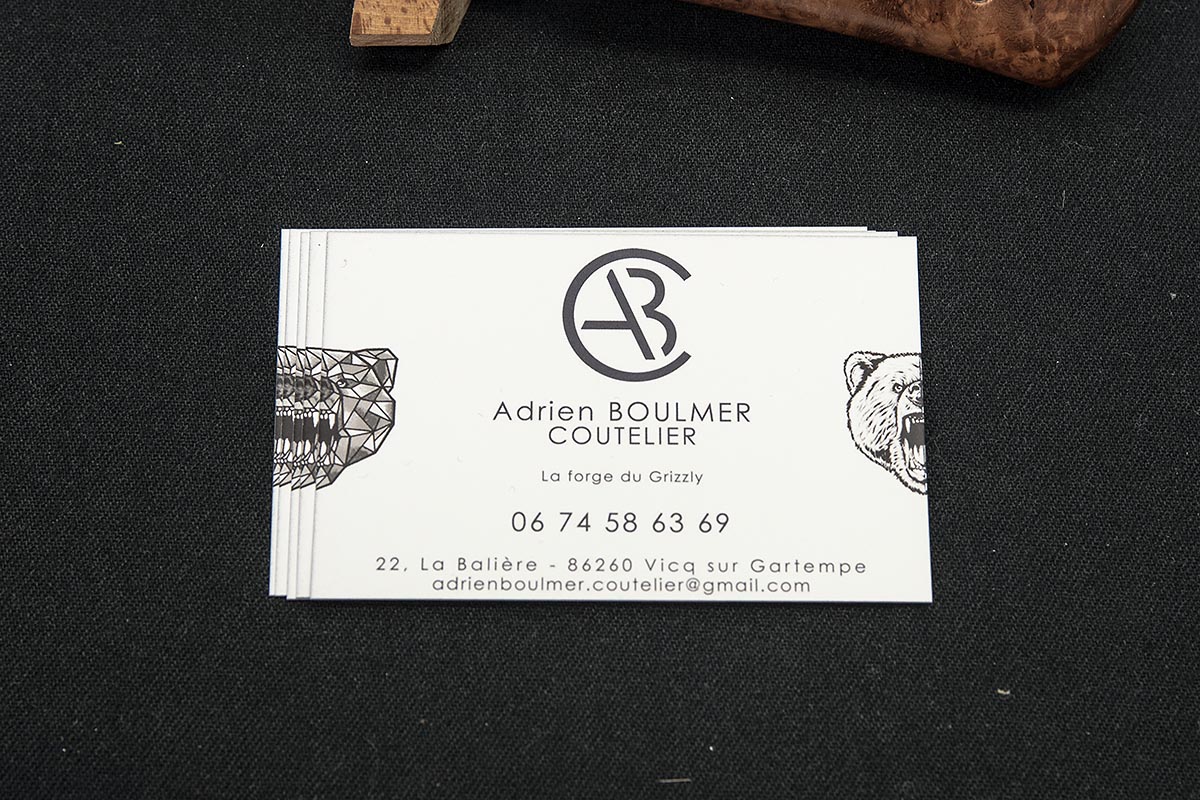 ABC
Adrien BOULMER
COUTELIER
La forge du Grizzly
06 74 58 63 69
22, La Balière - 86260 Vicq sur Gartempe
adrienboulmer.coutelier@gmail.com